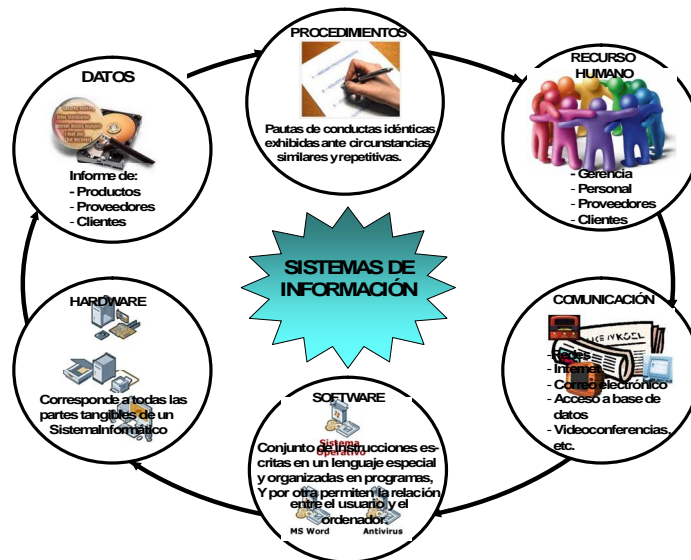 PROCEDIMIENTOS
Pautas de conductas idénticas
exhibidas ante circunstancias
similares y repetitivas.
RECURSO
HUMANO
- Gerencia
- Personal
- Proveedores
- Clientes
COMUNICACIÓN
-Redes
- Internet
- Correo electrónico
- Acceso a base de
datos
- Videoconferencias,
etc.
SOFTWARE
Sistema
Operativo
Conjunto de instrucciones es-
critas en un lenguaje especial
y organizadas en programas,
Y por otra permiten la relación
entre el usuario y el
ordenador.
MS Word
Antivirus
HARDWARE
Corresponde a todas las
partes tangibles de un
SistemaInformático
DATOS
Informe de:
- Productos
- Proveedores
- Clientes
SISTEMAS DE
INFORMACIÓN